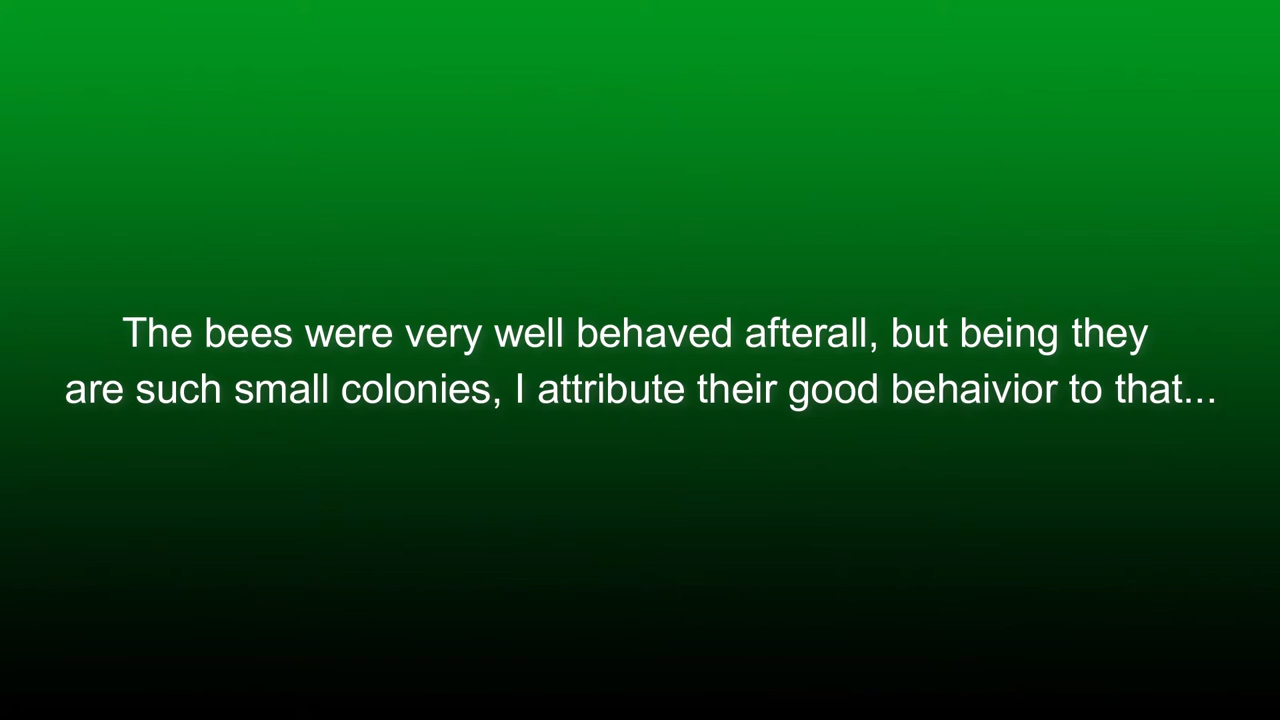 The bees were very well behaved afterall, but being they
are such small colonies, I attribute their good behaivior to that...